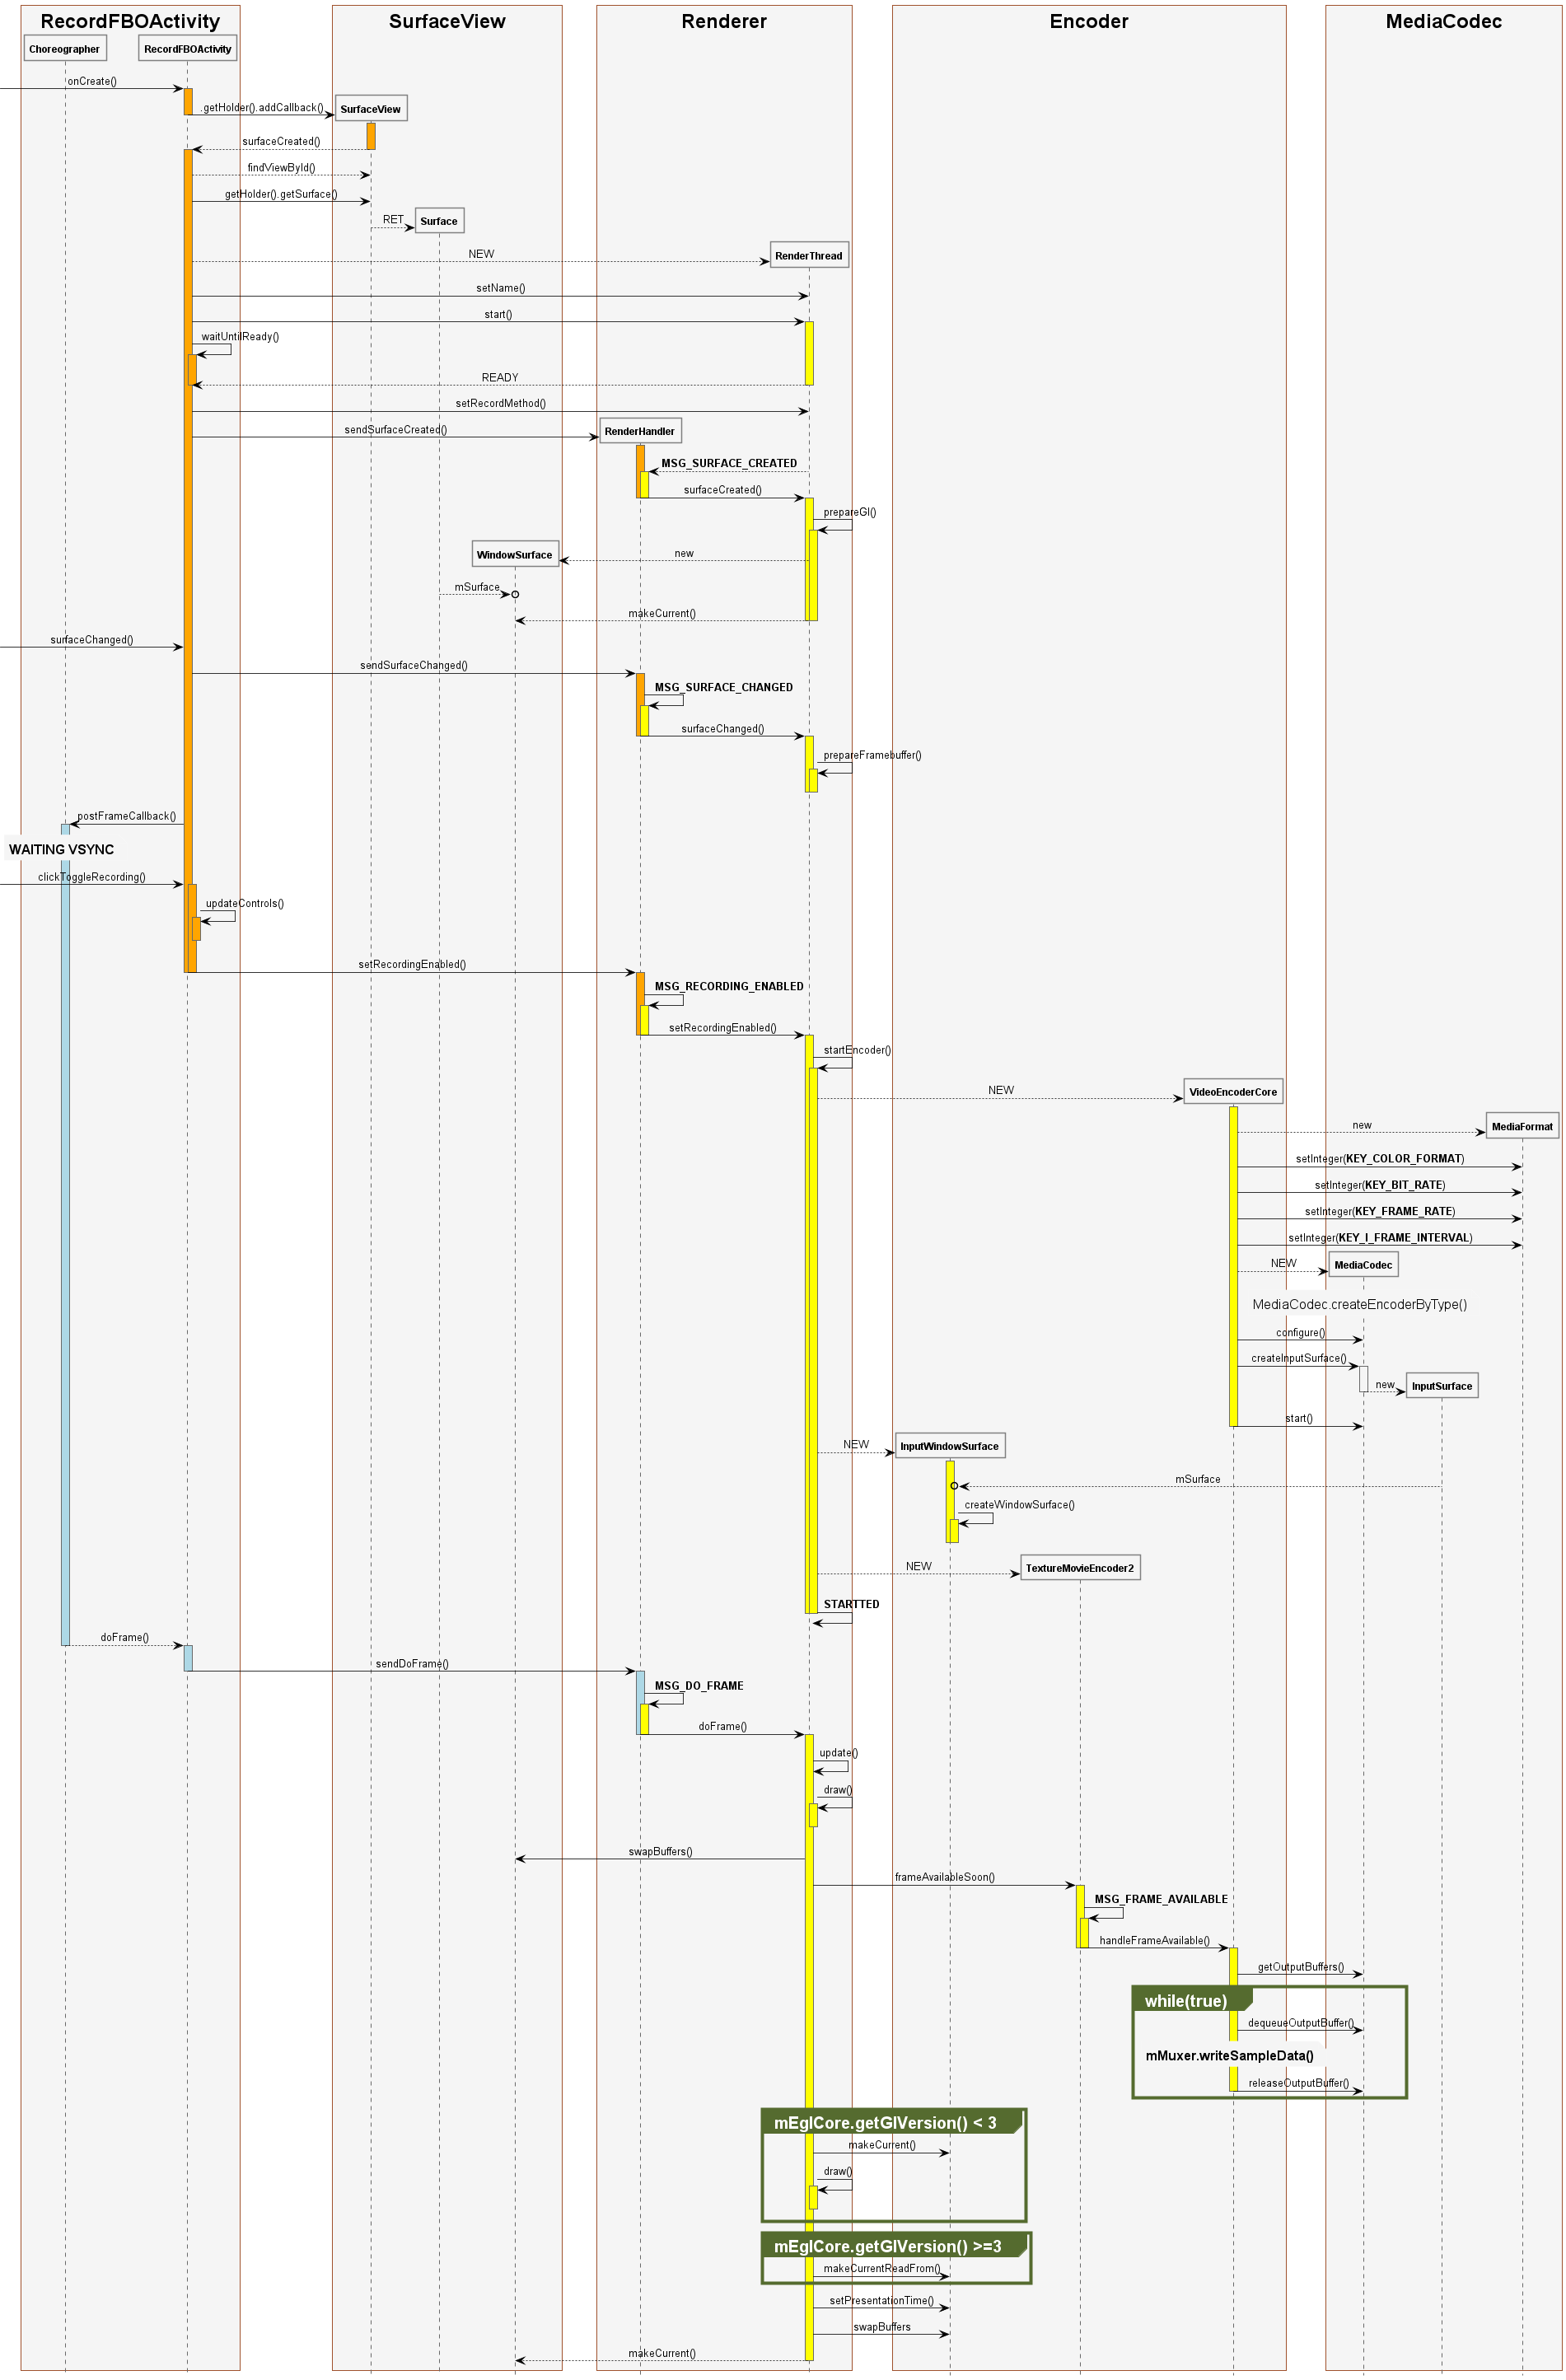 RecordFBOActivity
SurfaceView
Renderer
Encoder
MediaCodec
Choreographer
RecordFBOActivity
onCreate()
.getHolder().addCallback()
SurfaceView
surfaceCreated()
findViewById()
getHolder().getSurface()
RET
Surface
NEW
RenderThread
setName()
start()
waitUntilReady()
READY
setRecordMethod()
sendSurfaceCreated()
RenderHandler
MSG_SURFACE_CREATED
surfaceCreated()
prepareGl()
WindowSurface
new
mSurface
makeCurrent()
surfaceChanged()
sendSurfaceChanged()
MSG_SURFACE_CHANGED
surfaceChanged()
prepareFramebuffer()
postFrameCallback()
WAITING VSYNC
clickToggleRecording()
updateControls()
setRecordingEnabled()
MSG_RECORDING_ENABLED
setRecordingEnabled()
startEncoder()
NEW
VideoEncoderCore
new
MediaFormat
setInteger(KEY_COLOR_FORMAT)
setInteger(KEY_BIT_RATE)
setInteger(KEY_FRAME_RATE)
setInteger(KEY_I_FRAME_INTERVAL)
NEW
MediaCodec
MediaCodec.createEncoderByType()
configure()
createInputSurface()
new
InputSurface
start()
NEW
InputWindowSurface
mSurface
createWindowSurface()
NEW
TextureMovieEncoder2
STARTTED
doFrame()
sendDoFrame()
MSG_DO_FRAME
doFrame()
update()
draw()
swapBuffers()
frameAvailableSoon()
MSG_FRAME_AVAILABLE
handleFrameAvailable()
getOutputBuffers()
while(true)
dequeueOutputBuffer()
mMuxer.writeSampleData()
releaseOutputBuffer()
mEglCore.getGlVersion() < 3
makeCurrent()
draw()
mEglCore.getGlVersion() >=3
makeCurrentReadFrom()
setPresentationTime()
swapBuffers
makeCurrent()